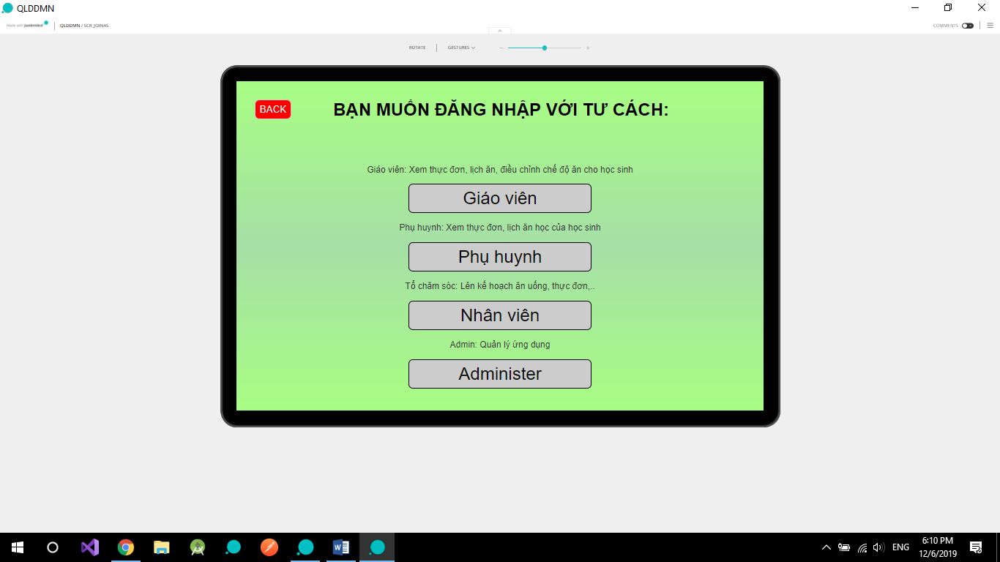 QLDDMN
Made with justinmind
QLDDMN / SCR_JOINAS
COMMENTS
ROTATE
GESTURES
BACK
BẠN MUỐN ĐĂNG NHẬP VỚI TƯ CÁCH:
Giáo viên: Xem thực đơn, lịch ăn, điều chỉnh chế độ ăn cho học sinh
Giáo viên
Phụ huynh: Xem thực đơn, lịch ăn học của học sinh
Phụ huynh
Tổ chăm sóc: Lên kế hoạch ăn uống, thực đơn,..
Nhân viên
Admin: Quản lý ứng dụng
Administer
ENG
6:10 PM
12/6/2019